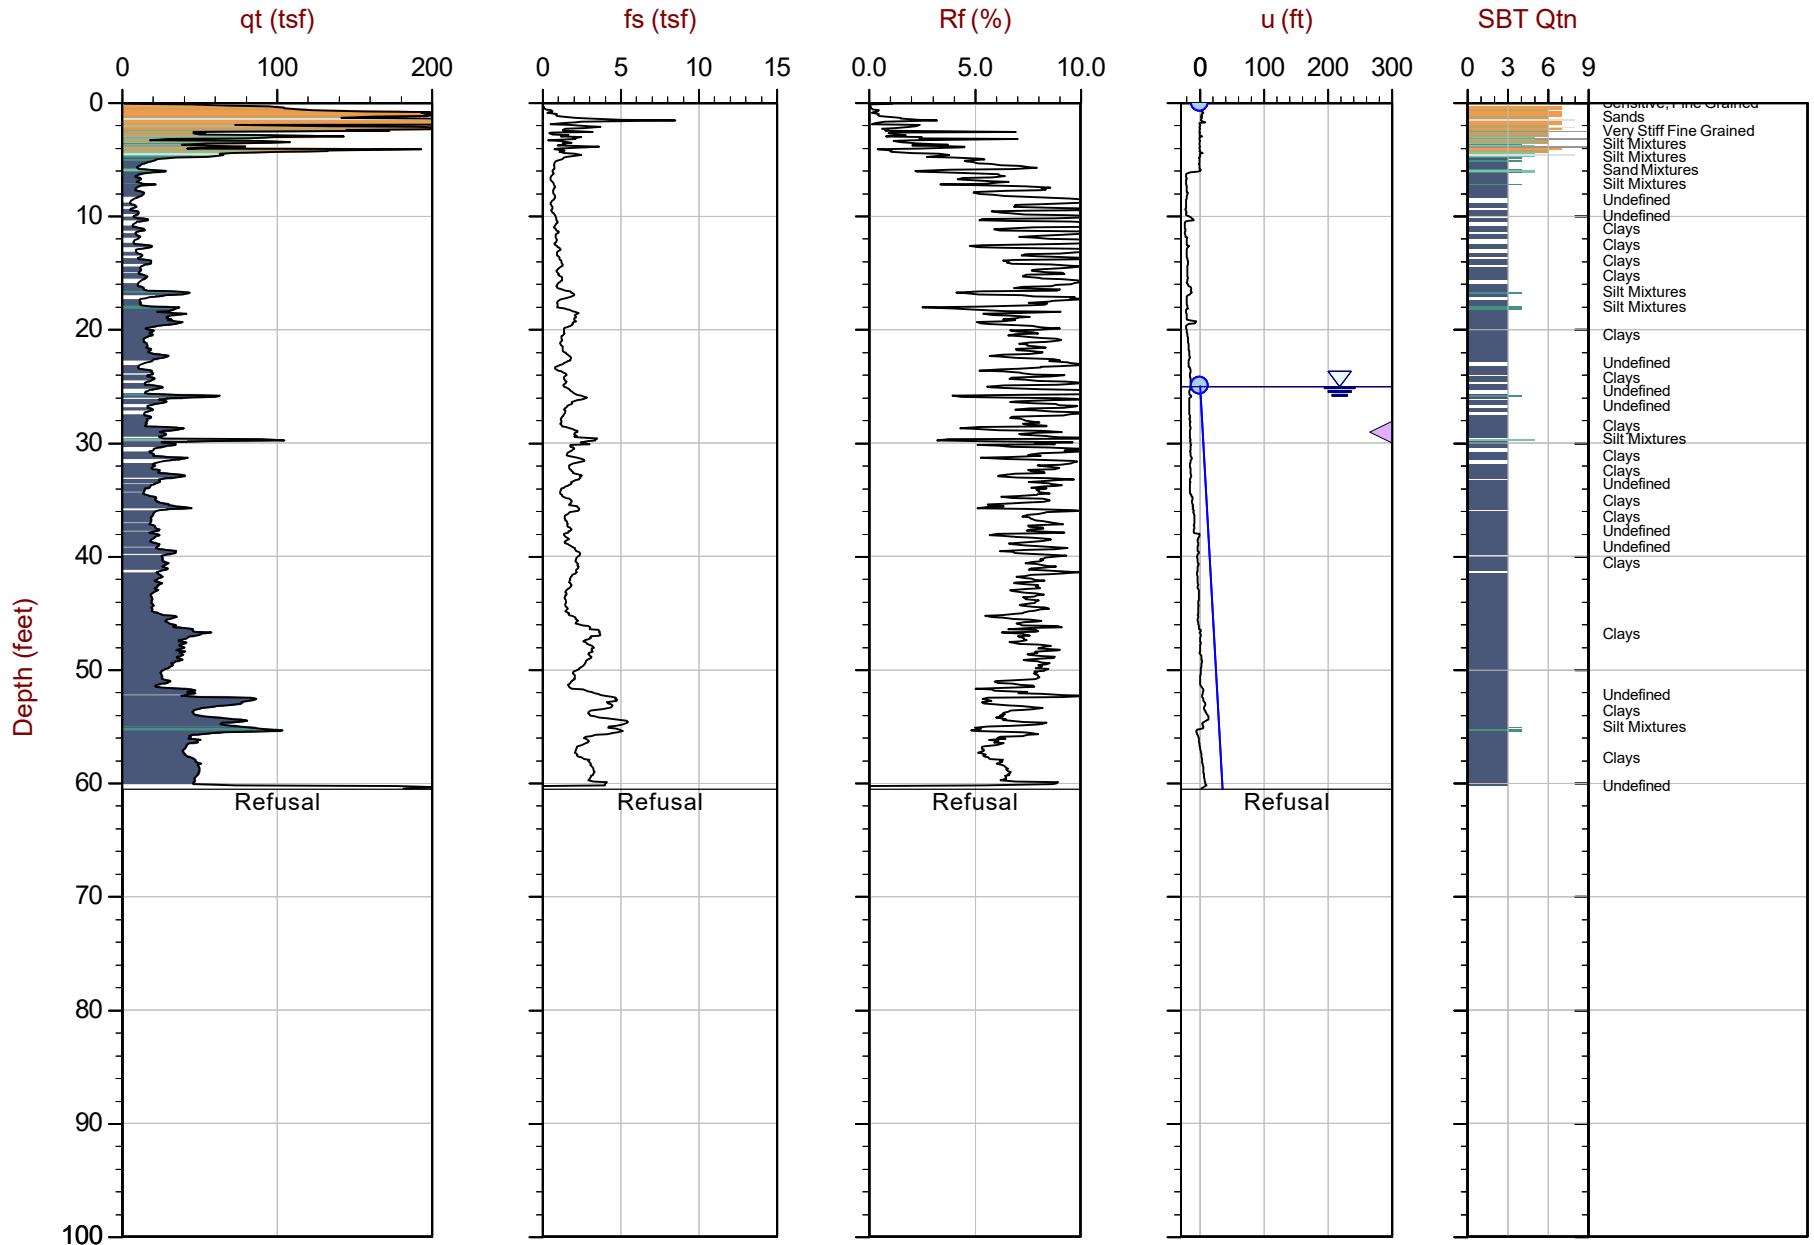 qt (tsf) fs (tsf) Rf (%) u (ft) SBT Qtn
0 100 200 0 5 10 15 0.0 5.0 10.0 0 100 200 300 0 3 6 9
0
10
20
30
40
50
60
70
80
90
100
Depth (feet)
Refusal Refusal Refusal Refusal
Sensitive, Fine Grained
Sands
Very Stiff Fine Grained
Silt Mixtures
Silt Mixtures
Sand Mixtures
Silt Mixtures
Undefined
Undefined
Clays
Clays
Clays
Clays
Silt Mixtures
Silt Mixtures
Clays
Undefined
Clays
Undefined
Undefined
Clays
Silt Mixtures
Clays
Clays
Undefined
Clays
Clays
Undefined
Undefined
Clays
Clays
Undefined
Clays
Silt Mixtures
Clays
Undefined